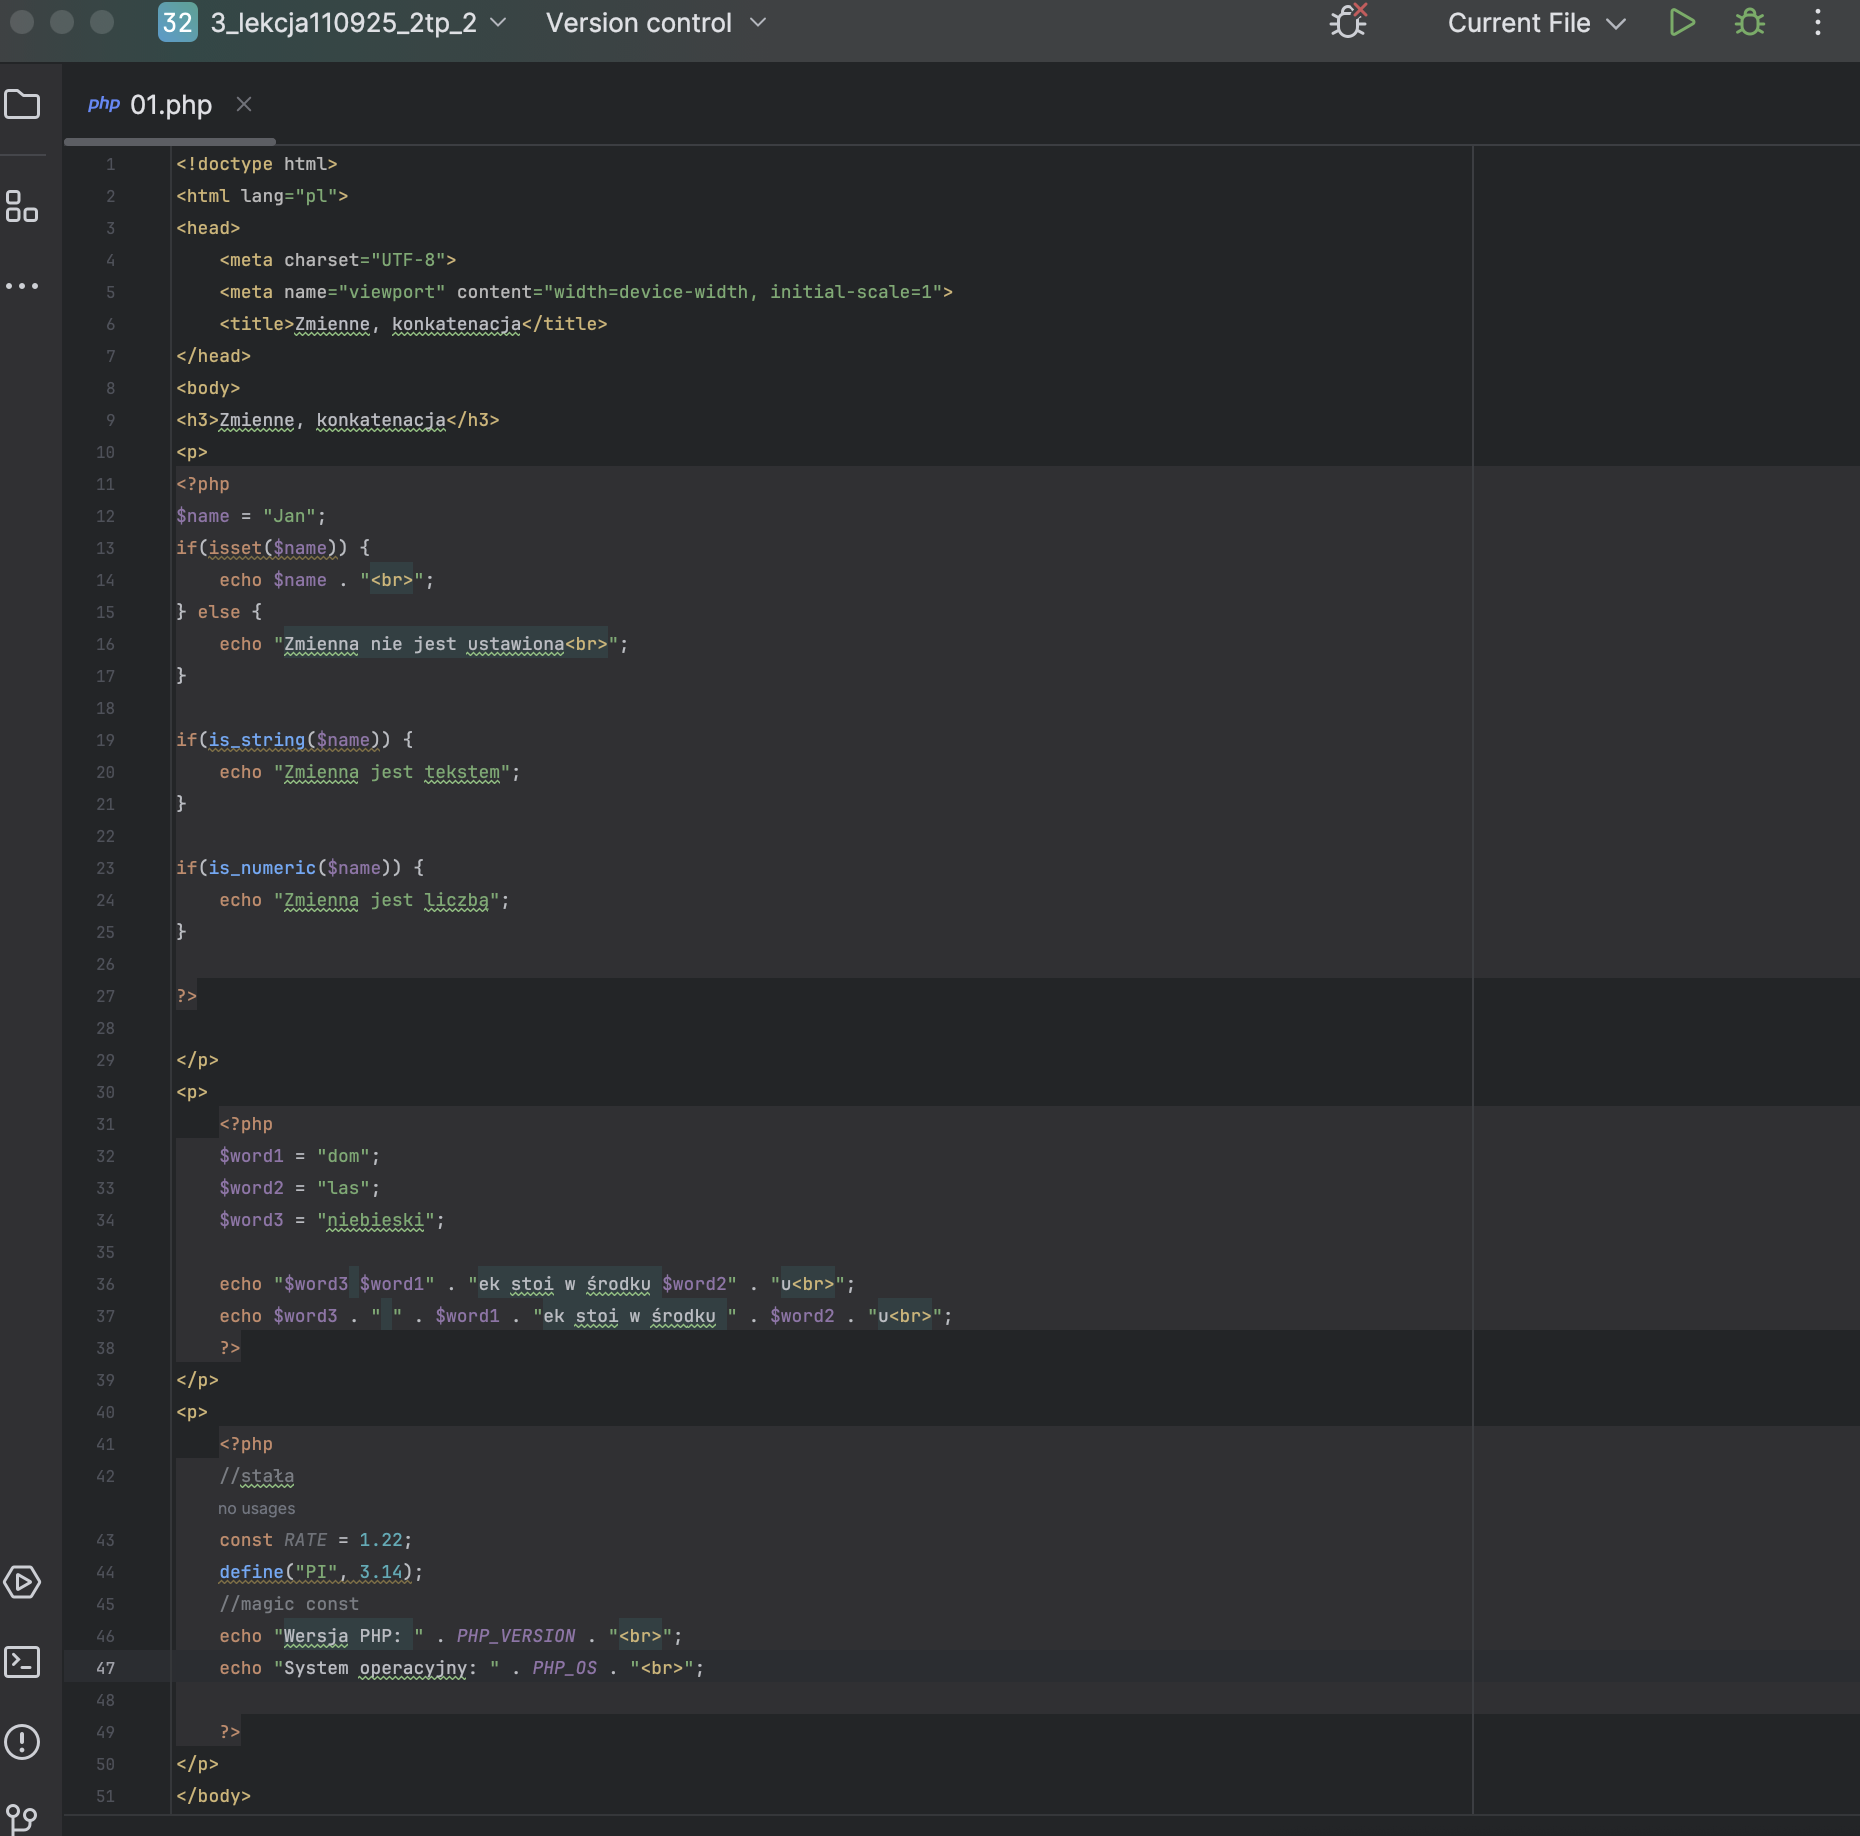 32 3_lekcja110925_2tp_2 Version control Current File
php 01.php
1 <!doctype html>
2 <html lang="pl">
3 <head>
4     <meta charset="UTF-8">
5     <meta name="viewport" content="width=device-width, initial-scale=1">
6     <title>Zmienne, konkatenacja</title>
7 </head>
8 <body>
9 <h3>Zmienne, konkatenacja</h3>
10 <p>
11 <?php
12 $name = "Jan";
13 if(isset($name)) {
14     echo $name . "<br>";
15 } else {
16     echo "Zmienna nie jest ustawiona<br>";
17 }
18
19 if(is_string($name)) {
20     echo "Zmienna jest tekstem";
21 }
22
23 if(is_numeric($name)) {
24     echo "Zmienna jest liczbą";
25 }
26
27 ?>
28
29 </p>
30 <p>
31     <?php
32     $word1 = "dom";
33     $word2 = "las";
34     $word3 = "niebieski";
35
36     echo "$word3 $word1" . "ek stoi w środku $word2" . "u<br>";
37     echo $word3 . " " . $word1 . "ek stoi w środku " . $word2 . "u<br>";
38     ?>
39 </p>
40 <p>
41     <?php
42     //stała
no usages
43     const RATE = 1.22;
44     define("PI", 3.14);
45     //magic const
46     echo "Wersja PHP: " . PHP_VERSION . "<br>";
47     echo "System operacyjny: " . PHP_OS . "<br>";
48
49     ?>
50 </p>
51 </body>